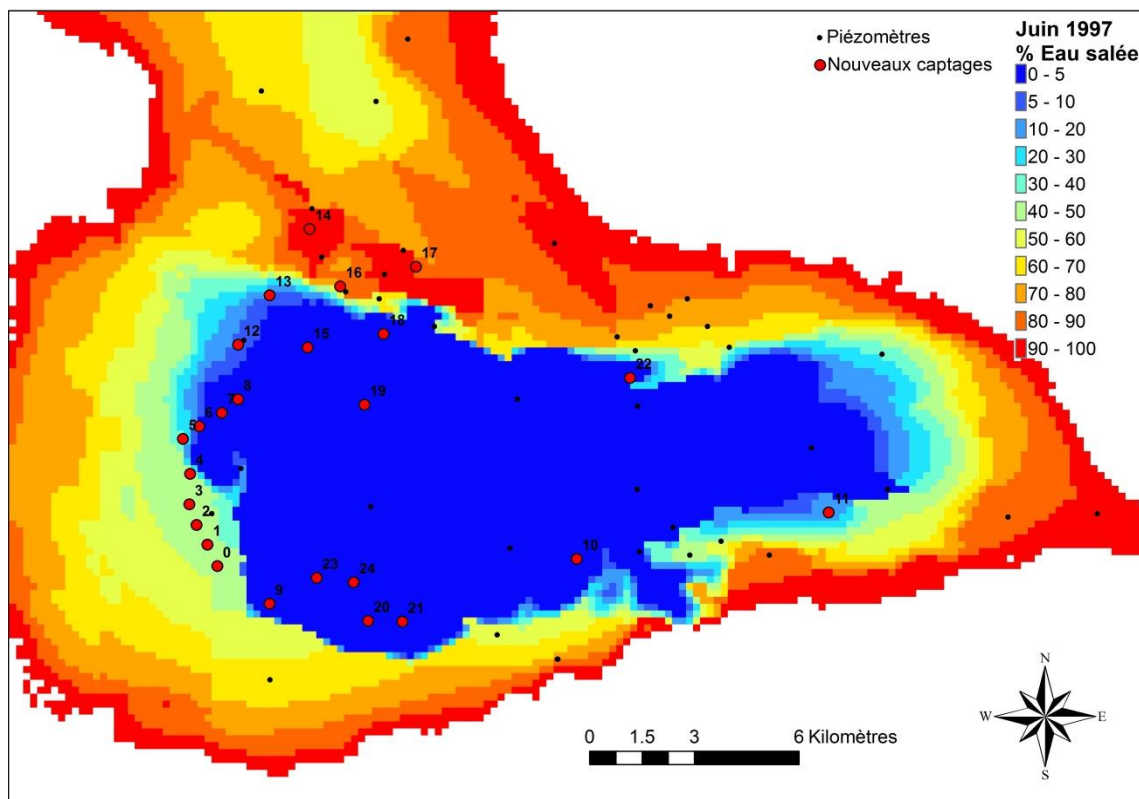 Juin 1997
% Eau salée
Piézomètres
Nouveaux captages
0 - 5
5 - 10
10 - 20
20 - 30
30 - 40
40 - 50
50 - 60
60 - 70
70 - 80
80 - 90
90 - 100
14
17
16
13
18
12
15
22
8
19
7
6
5
4
3
11
2
1
0
10
23
24
9
20
21
N
W
E
S
0
1.5
3
6 Kilomètres